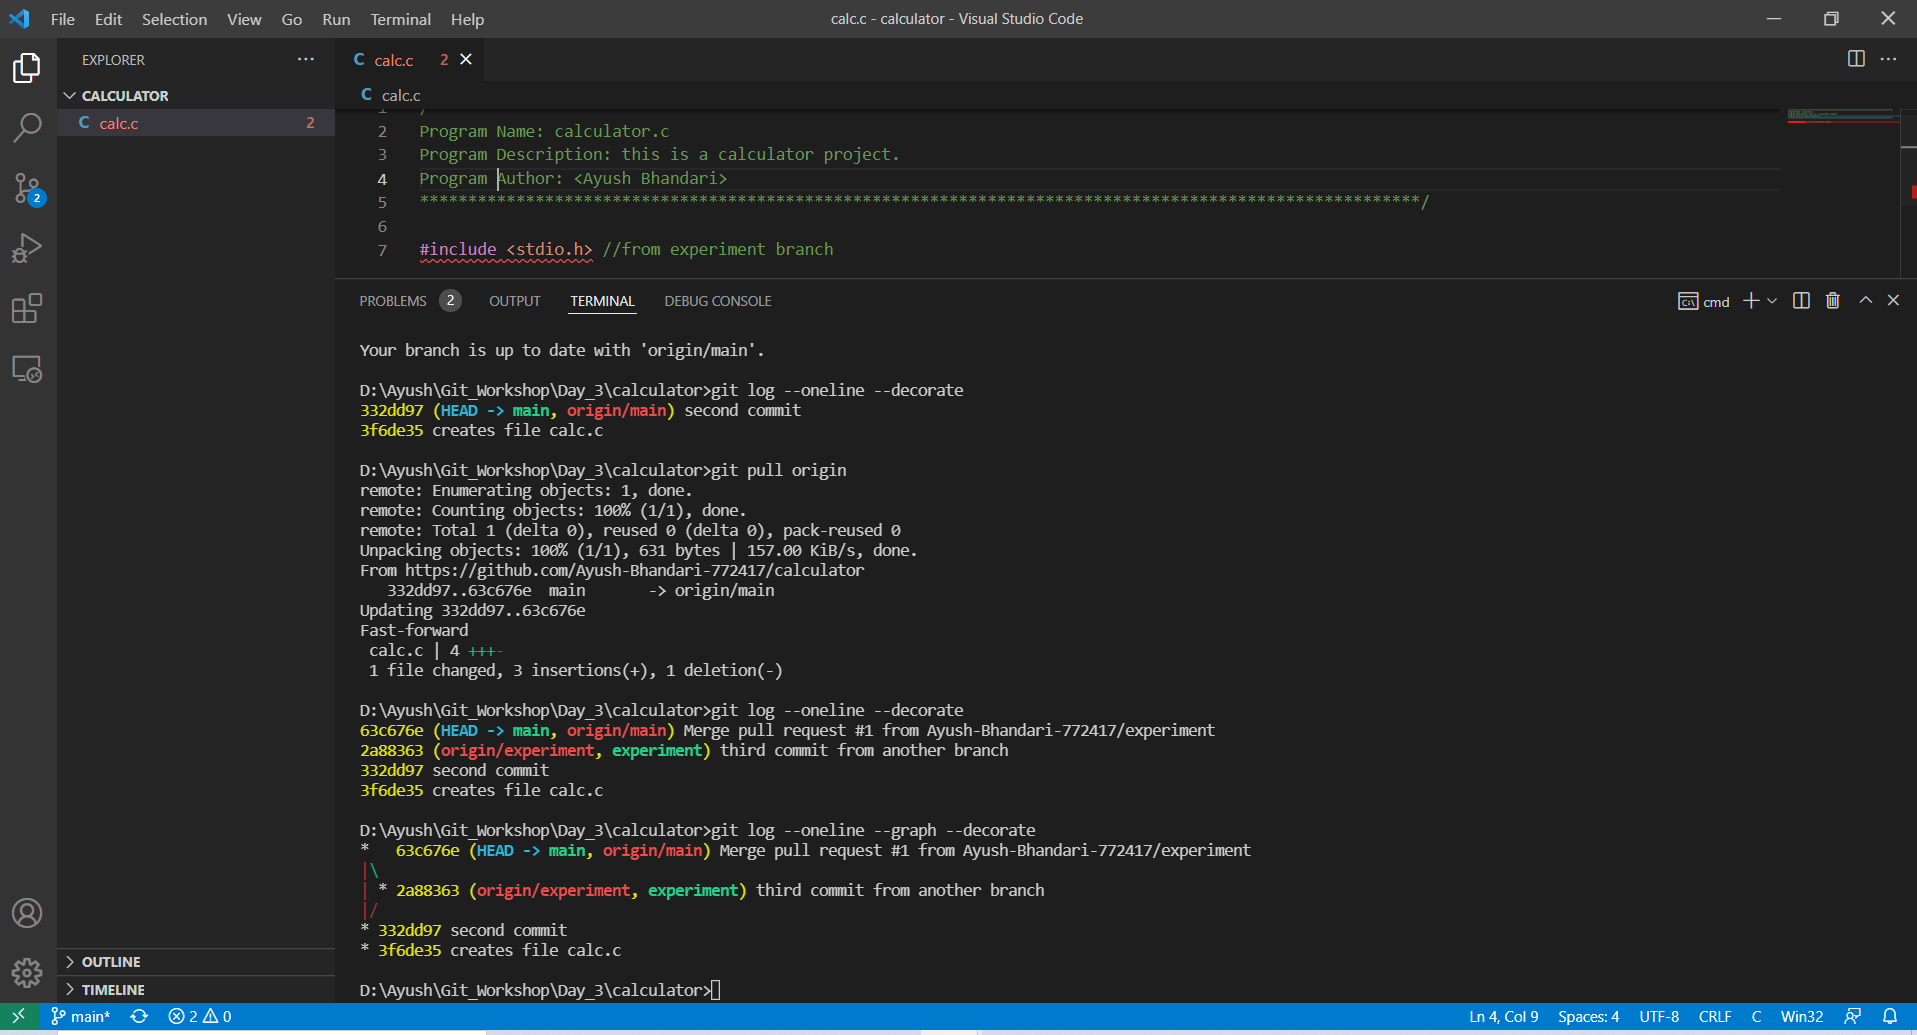 File Edit Selection View Go Run Terminal Help
calc.c - calculator - Visual Studio Code
EXPLORER
CALCULATOR
C calc.c 2
C calc.c 2
C calc.c
1 /
2 Program Name: calculator.c
3 Program Description: this is a calculator project.
4 Program Author: <Ayush Bhandari>
5 ********************************************************************************************************/
6
7 #include <stdio.h> //from experiment branch
2
PROBLEMS 2 OUTPUT TERMINAL DEBUG CONSOLE
cmd
Your branch is up to date with 'origin/main'.
D:\Ayush\Git_Workshop\Day_3\calculator>git log --oneline --decorate
332dd97 (HEAD -> main, origin/main) second commit
3f6de35 creates file calc.c
D:\Ayush\Git_Workshop\Day_3\calculator>git pull origin
remote: Enumerating objects: 1, done.
remote: Counting objects: 100% (1/1), done.
remote: Total 1 (delta 0), reused 0 (delta 0), pack-reused 0
Unpacking objects: 100% (1/1), 631 bytes | 157.00 KiB/s, done.
From https://github.com/Ayush-Bhandari-772417/calculator
   332dd97..63c676e  main       -> origin/main
Updating 332dd97..63c676e
Fast-forward
 calc.c | 4 +++-
 1 file changed, 3 insertions(+), 1 deletion(-)
D:\Ayush\Git_Workshop\Day_3\calculator>git log --oneline --decorate
63c676e (HEAD -> main, origin/main) Merge pull request #1 from Ayush-Bhandari-772417/experiment
2a88363 (origin/experiment, experiment) third commit from another branch
332dd97 second commit
3f6de35 creates file calc.c
D:\Ayush\Git_Workshop\Day_3\calculator>git log --oneline --graph --decorate
*   63c676e (HEAD -> main, origin/main) Merge pull request #1 from Ayush-Bhandari-772417/experiment
|\
| * 2a88363 (origin/experiment, experiment) third commit from another branch
|/
* 332dd97 second commit
* 3f6de35 creates file calc.c
D:\Ayush\Git_Workshop\Day_3\calculator>
OUTLINE
TIMELINE
main* 2 0
Ln 4, Col 9 Spaces: 4 UTF-8 CRLF C Win32